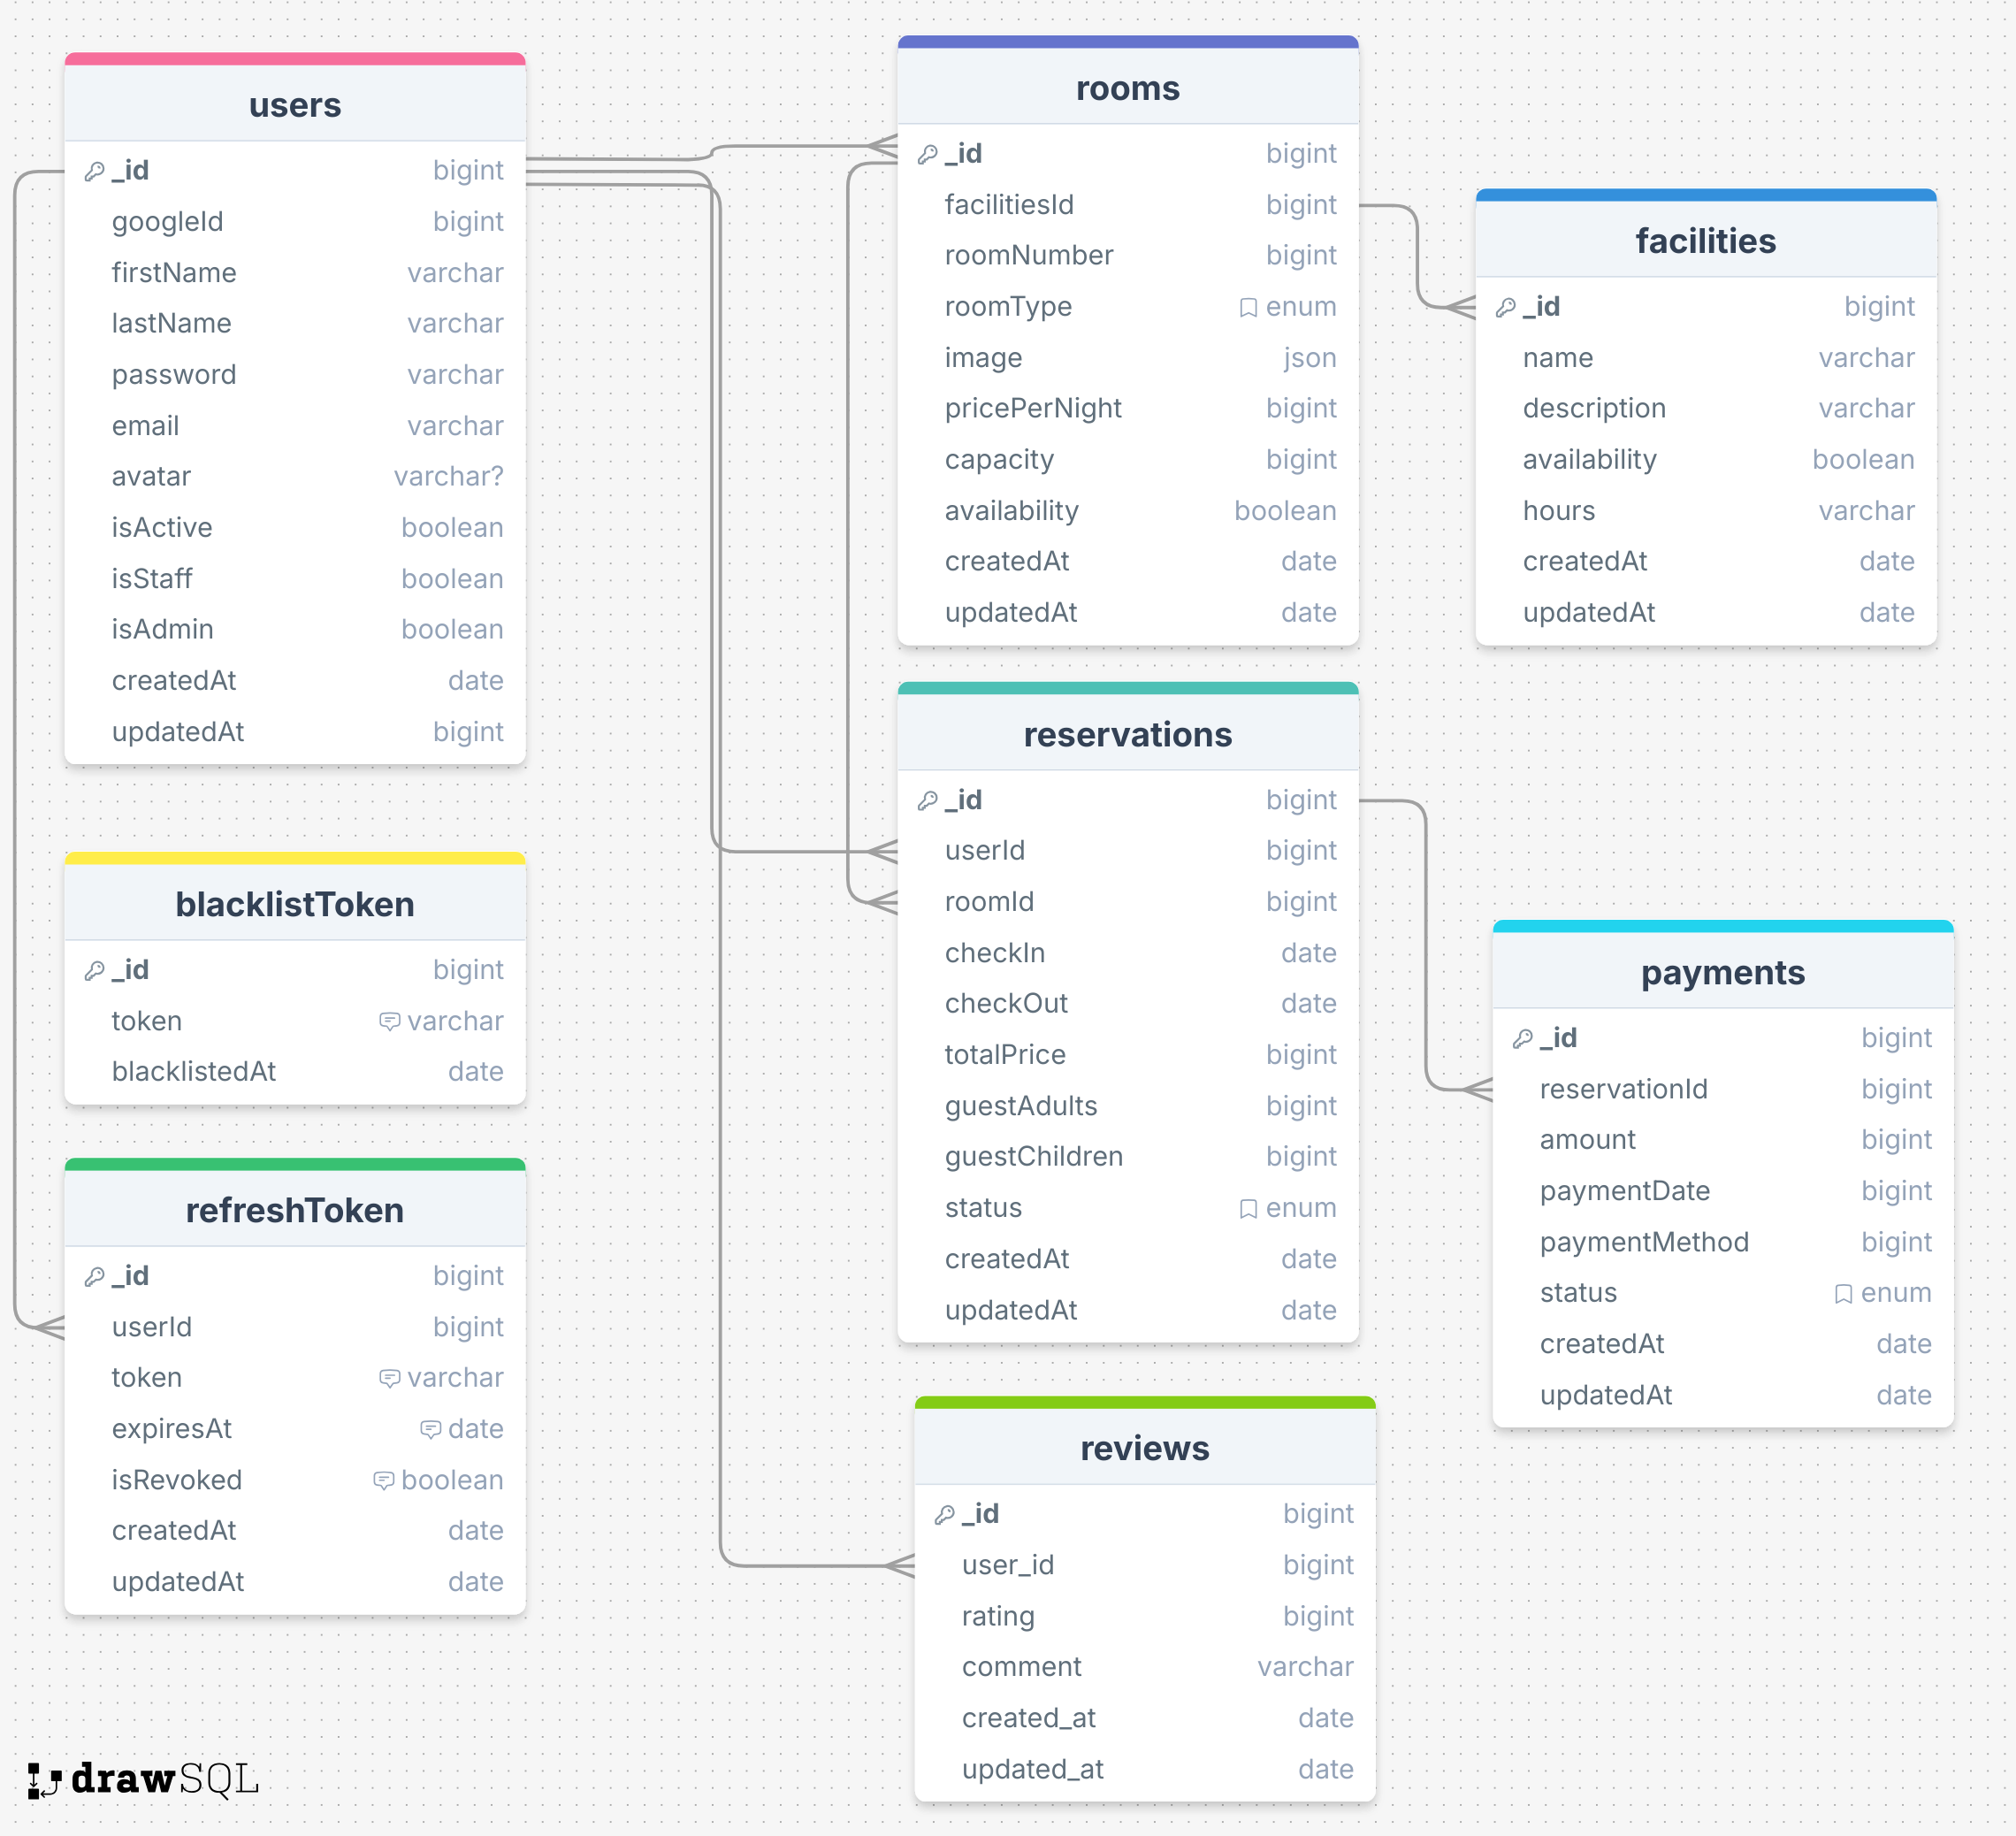 users
_id bigint
googleId bigint
firstName varchar
lastName varchar
password varchar
email varchar
avatar varchar?
isActive boolean
isStaff boolean
isAdmin boolean
createdAt date
updatedAt bigint
rooms
_id bigint
facilitiesId bigint
roomNumber bigint
roomType enum
image json
pricePerNight bigint
capacity bigint
availability boolean
createdAt date
updatedAt date
facilities
_id bigint
name varchar
description varchar
availability boolean
hours varchar
createdAt date
updatedAt date
blacklistToken
_id bigint
token varchar
blacklistedAt date
reservations
_id bigint
userId bigint
roomId bigint
checkIn date
checkOut date
totalPrice bigint
guestAdults bigint
guestChildren bigint
status enum
createdAt date
updatedAt date
payments
_id bigint
reservationId bigint
amount bigint
paymentDate bigint
paymentMethod bigint
status enum
createdAt date
updatedAt date
refreshToken
_id bigint
userId bigint
token varchar
expiresAt date
isRevoked boolean
createdAt date
updatedAt date
reviews
_id bigint
user_id bigint
rating bigint
comment varchar
created_at date
updated_at date
drawSQL